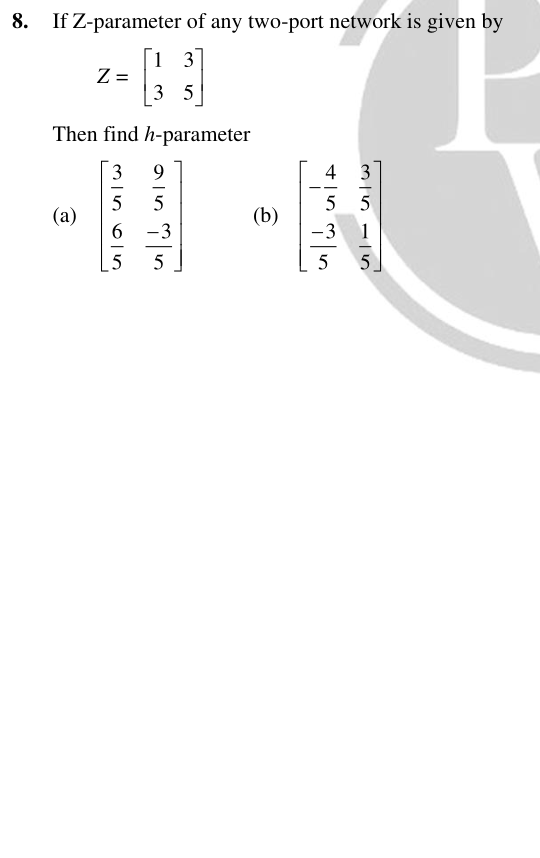 8. If Z-parameter of any two-port network is given by
Z = [1 3
3 5]
Then find h-parameter
(a) [3/5 9/5
6/5 -3/5]
(b) [-4/5 3/5
-3/5 1/5]